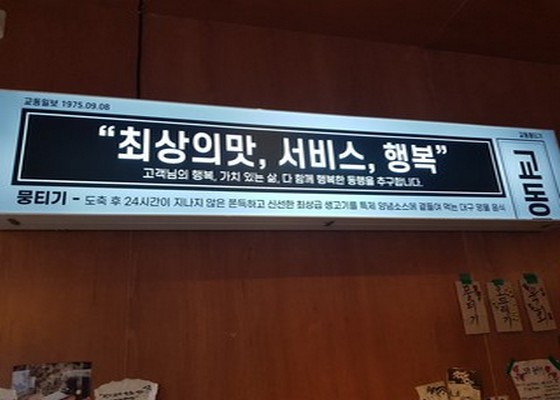 교동일보 1975.09.08
"최상의맛, 서비스, 행복"
고객님의 행복, 가치 있는 삶, 다 함께 행복한 동행을 추구합니다.
뭉티기 - 도축 후 24시간이 지나지 않은 쫀득하고 신선한 최상급 생고기를 특제 양념소스에 곁들여 먹는 대구 명물 음식
교동뭉티기
교동
뭉티기